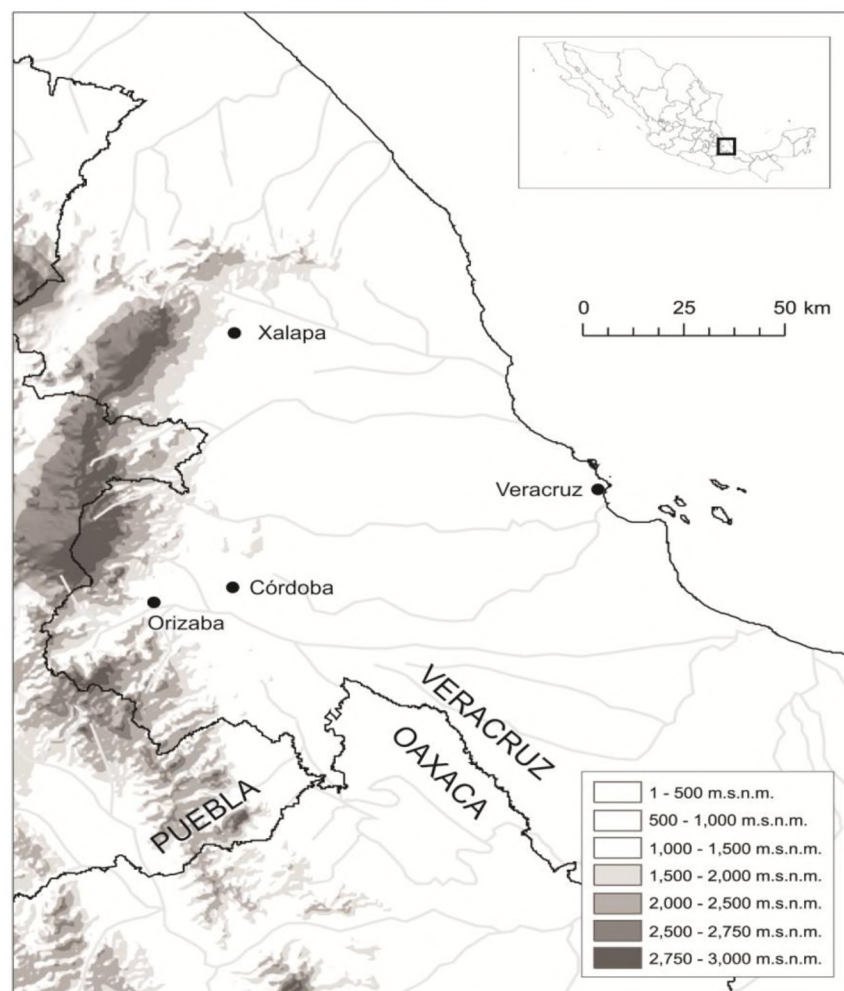 0 25 50 km
Xalapa
Veracruz
Córdoba
Orizaba
VERACRUZ
OAXACA
PUEBLA
1 - 500 m.s.n.m.
500 - 1,000 m.s.n.m.
1,000 - 1,500 m.s.n.m.
1,500 - 2,000 m.s.n.m.
2,000 - 2,500 m.s.n.m.
2,500 - 2,750 m.s.n.m.
2,750 - 3,000 m.s.n.m.